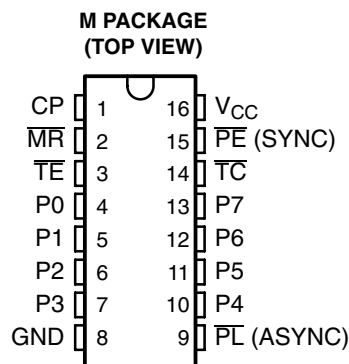 M PACKAGE
(TOP VIEW)
CP 1 16 VCC
MR 2 15 PE (SYNC)
TE 3 14 TC
P0 4 13 P7
P1 5 12 P6
P2 6 11 P5
P3 7 10 P4
GND 8 9 PL (ASYNC)